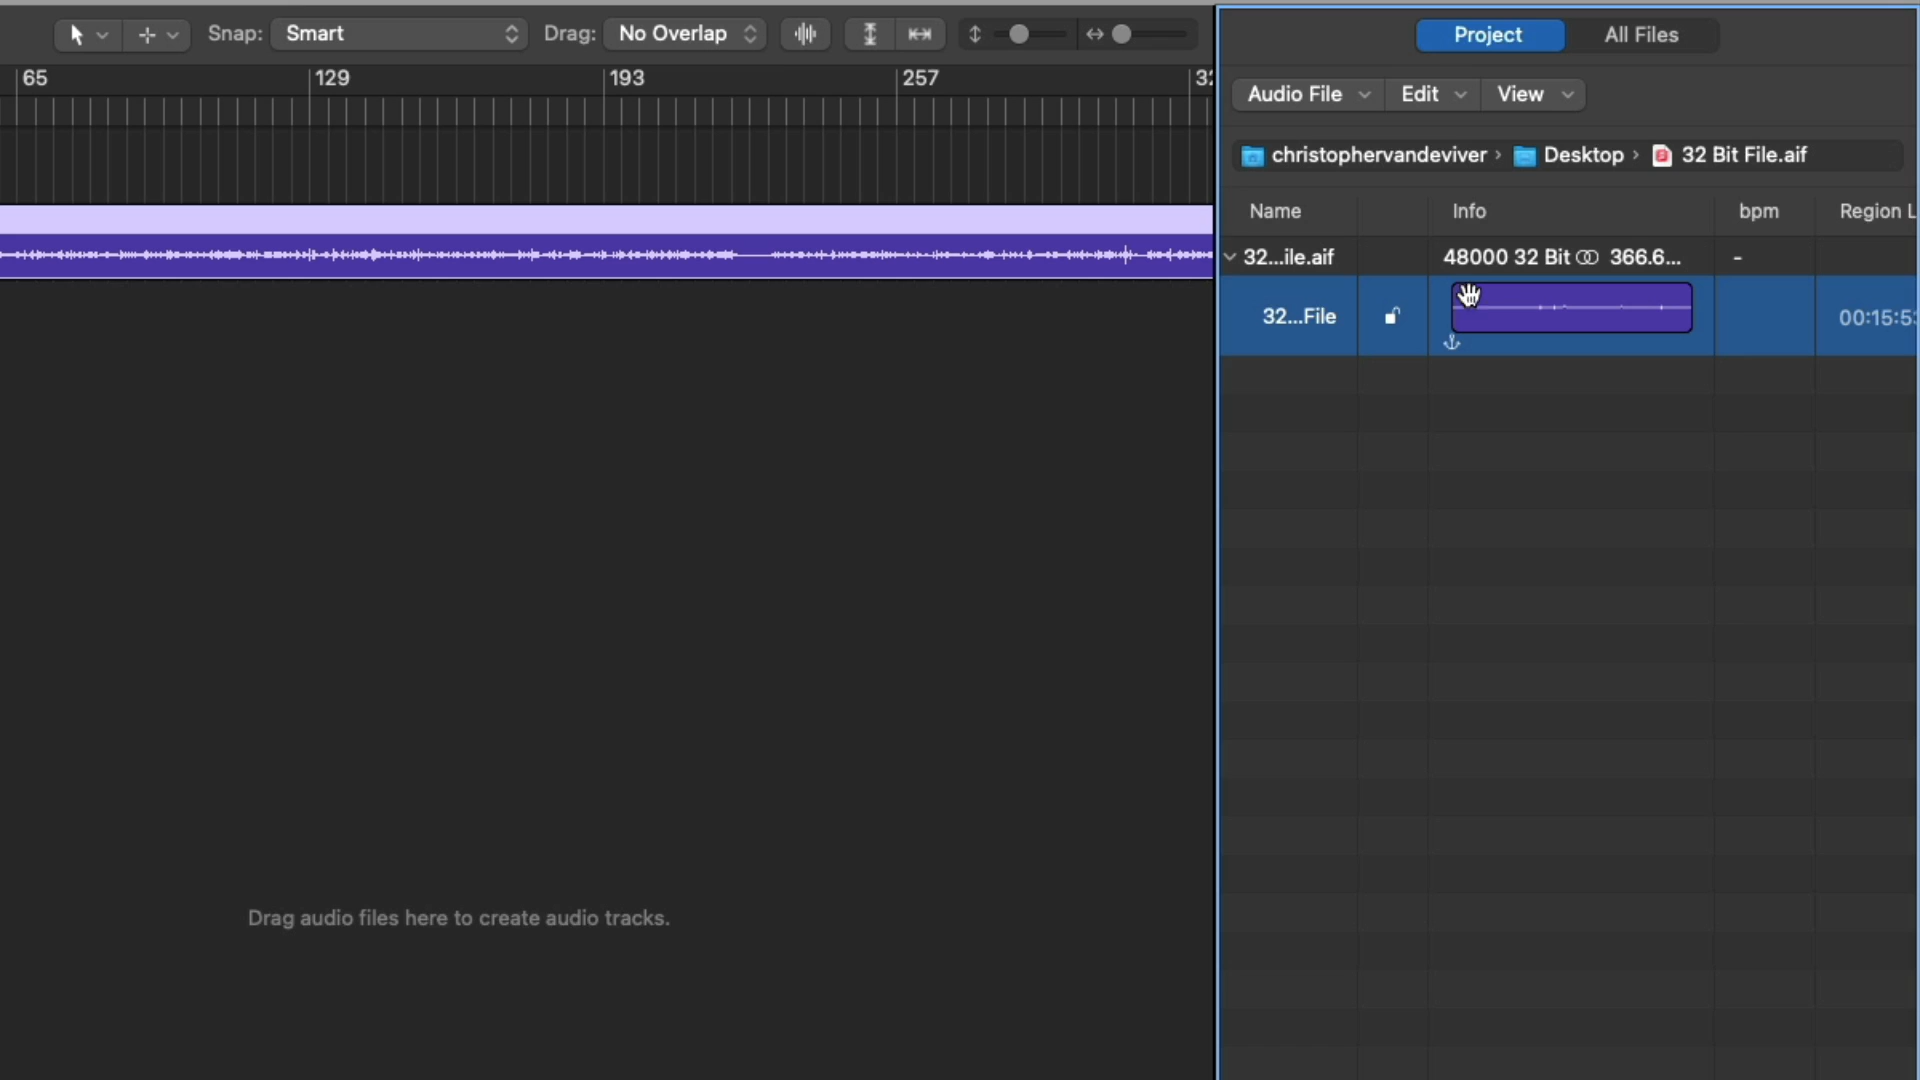 Snap: Smart Drag: No Overlap
65 129 193 257
Drag audio files here to create audio tracks.
Project All Files
Audio File Edit View
christophervandeviver › Desktop › 32 Bit File.aif
Name Info bpm Region L
32...ile.aif 48000 32 Bit 366.6... -
32...File 00:15:5